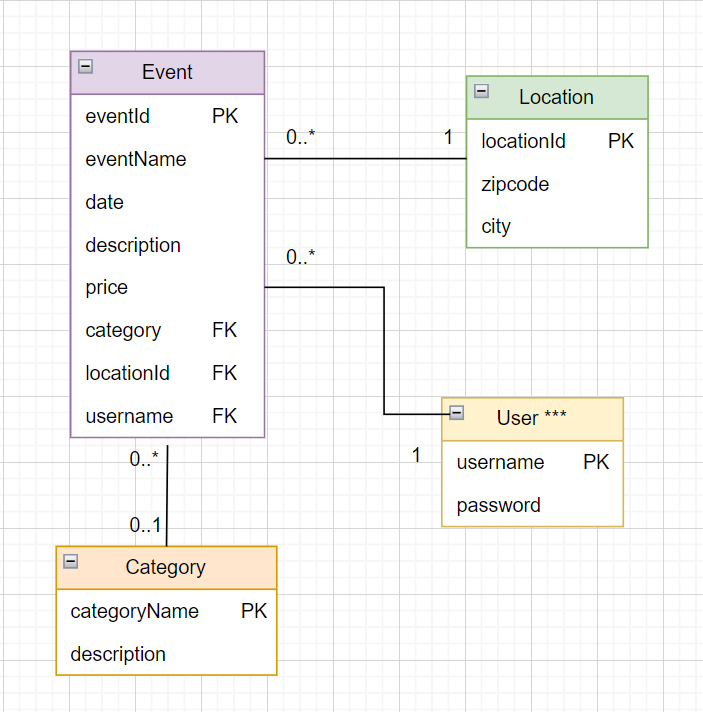 Event
eventId PK
eventName
date
description
price
category FK
locationId FK
username FK
0..* 1
Location
locationId PK
zipcode
city
0..*
1
User ***
username PK
password
0..*
0..1
Category
categoryName PK
description